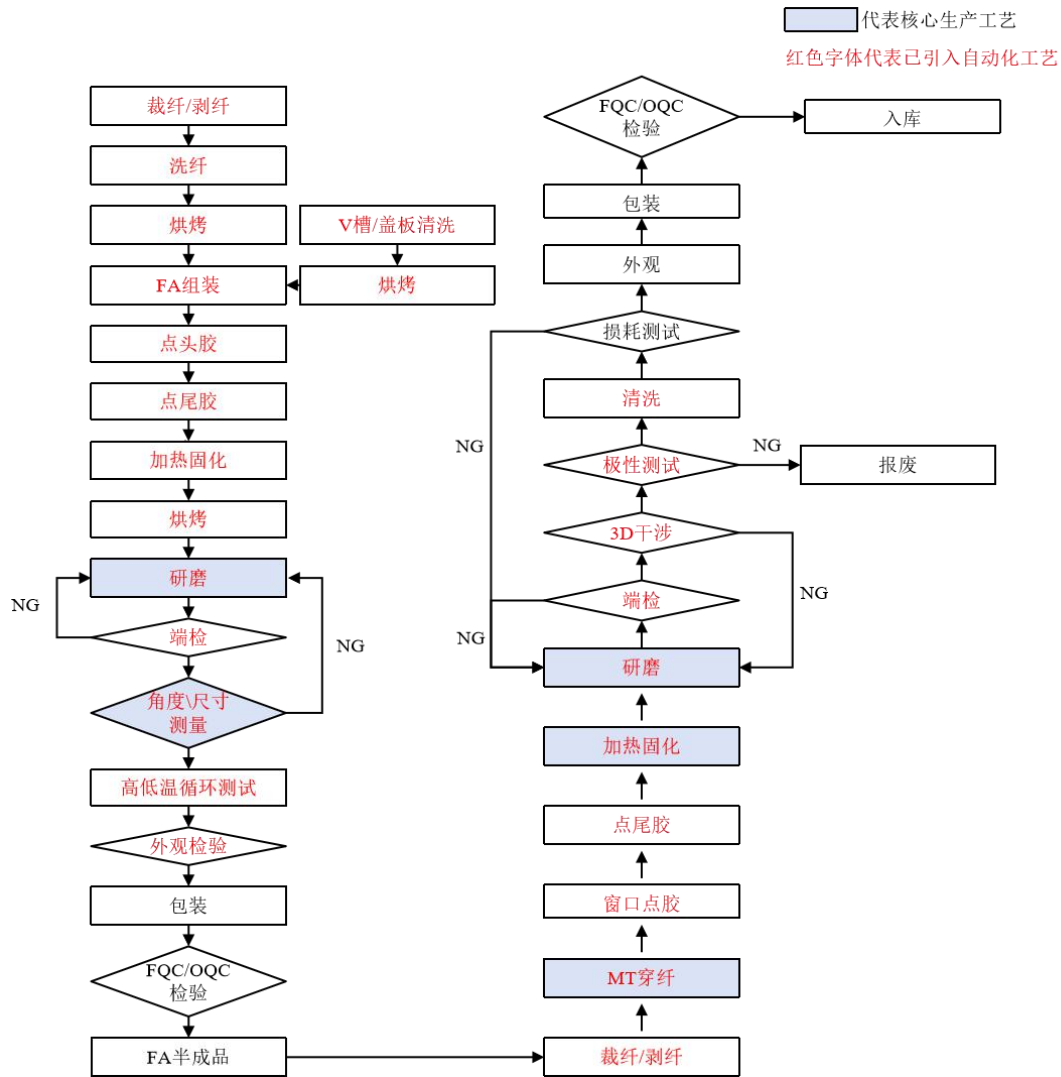 代表核心生产工艺
红色字体代表已引入自动化工艺
裁纤/剥纤
洗纤
烘烤
V槽/盖板清洗
FA组装
烘烤
点头胶
点尾胶
加热固化
烘烤
研磨
NG
端检
NG
角度\尺寸
测量
高低温循环测试
外观检验
包装
FQC/OQC
检验
FA半成品
FQC/OQC
检验
入库
包装
外观
损耗测试
清洗
NG
极性测试
NG
报废
3D干涉
端检
NG
NG
研磨
加热固化
点尾胶
窗口点胶
MT穿纤
裁纤/剥纤